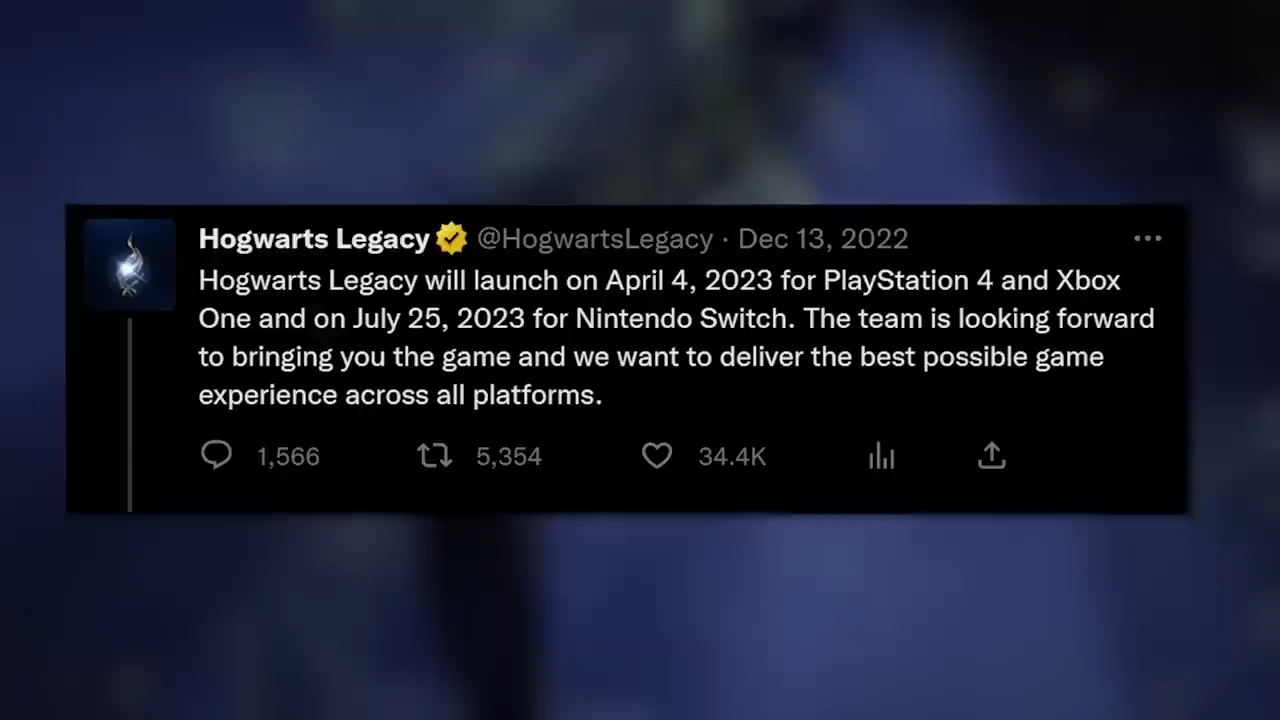 Hogwarts Legacy @HogwartsLegacy · Dec 13, 2022
Hogwarts Legacy will launch on April 4, 2023 for PlayStation 4 and Xbox
One and on July 25, 2023 for Nintendo Switch. The team is looking forward
to bringing you the game and we want to deliver the best possible game
experience across all platforms.
1,566 5,354 34.4K